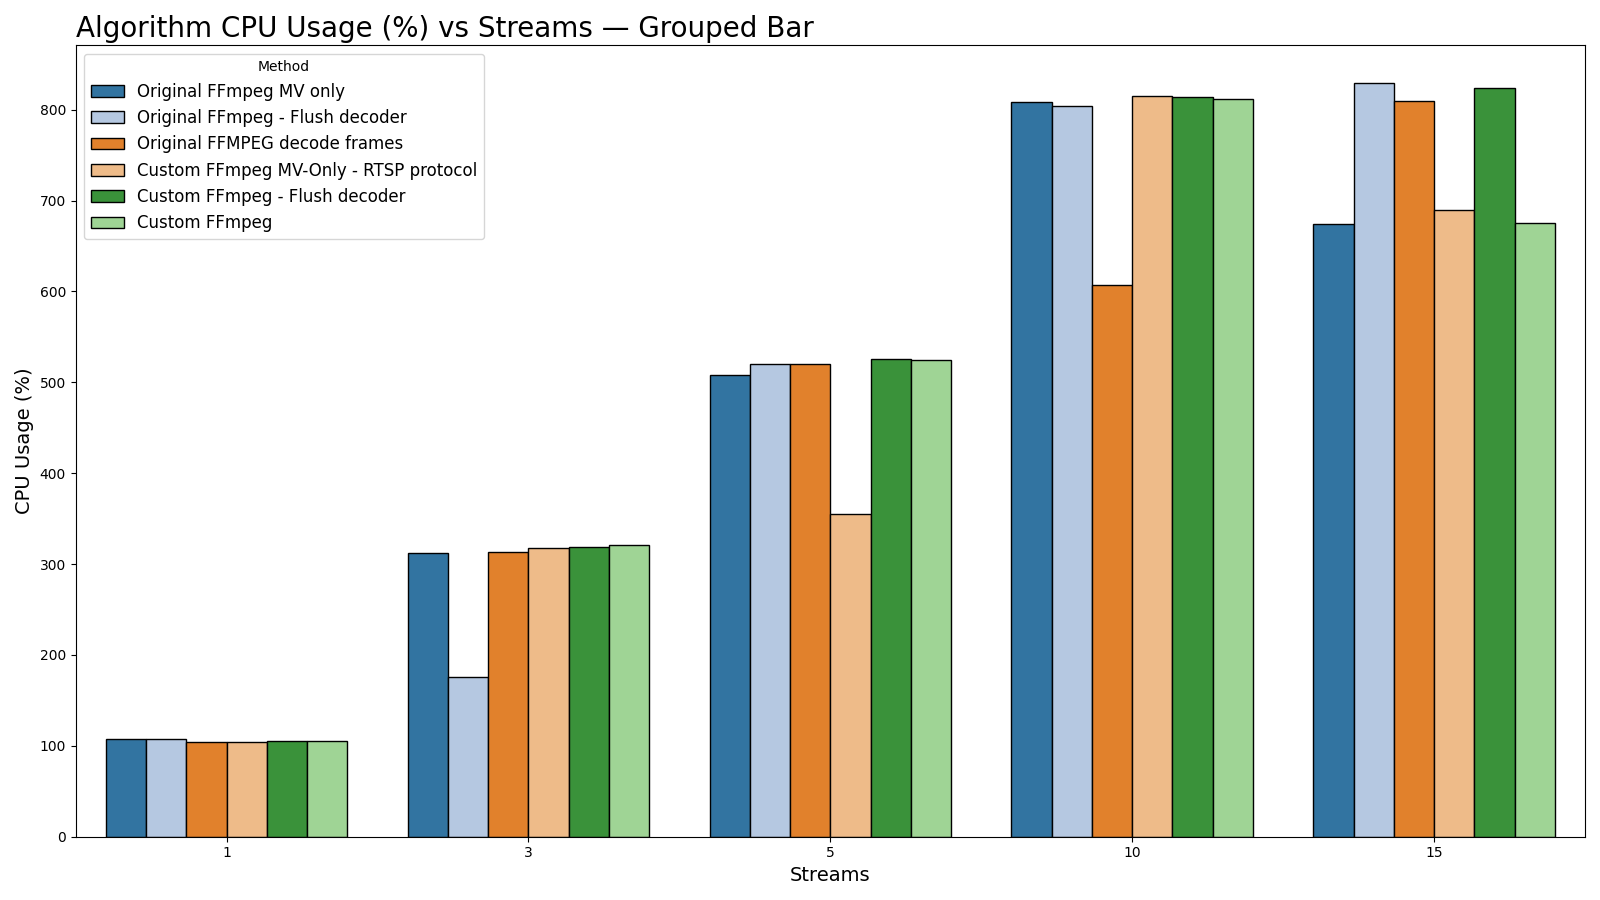 Algorithm CPU Usage (%) vs Streams — Grouped Bar
Method
Original FFmpeg MV only
Original FFmpeg - Flush decoder
Original FFMPEG decode frames
Custom FFmpeg MV-Only - RTSP protocol
Custom FFmpeg - Flush decoder
Custom FFmpeg
CPU Usage (%)
800
700
600
500
400
300
200
100
0
1 3 5 10 15
Streams